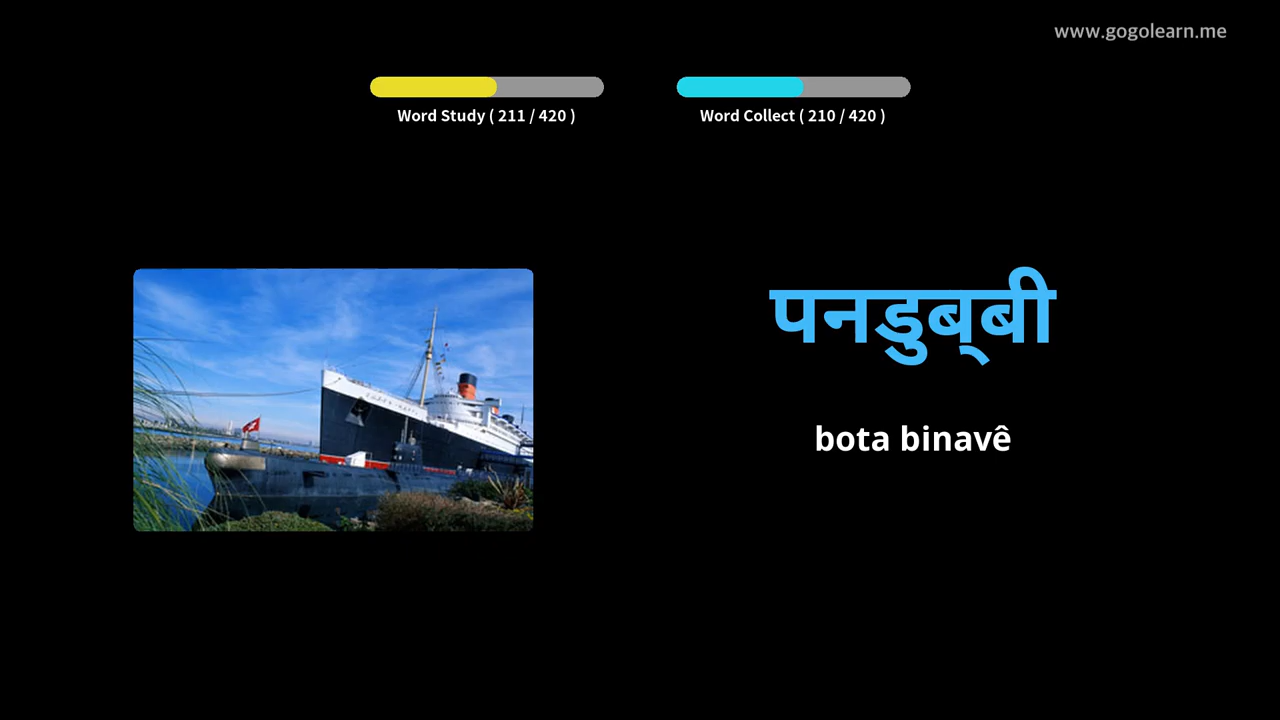 www.gogolearn.me
Word Study ( 211 / 420 )
Word Collect ( 210 / 420 )
पनडुब्बी
bota binavê